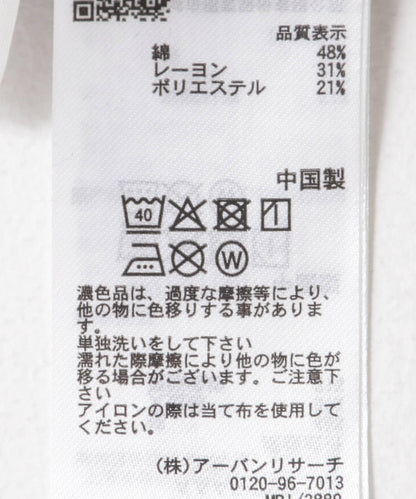 品質表示
綿 48%
レーヨン 31%
ポリエステル 21%
中国製
40
W
濃色品は、過度な摩擦等により、
他の物に色移りする事がありま
す。
単独洗いをして下さい
濡れた際摩擦により他の物に色が
移る場合がございます。ご注意下
さい
アイロンの際は当て布を使用して
ください。
(株)アーバンリサーチ
0120-96-7013